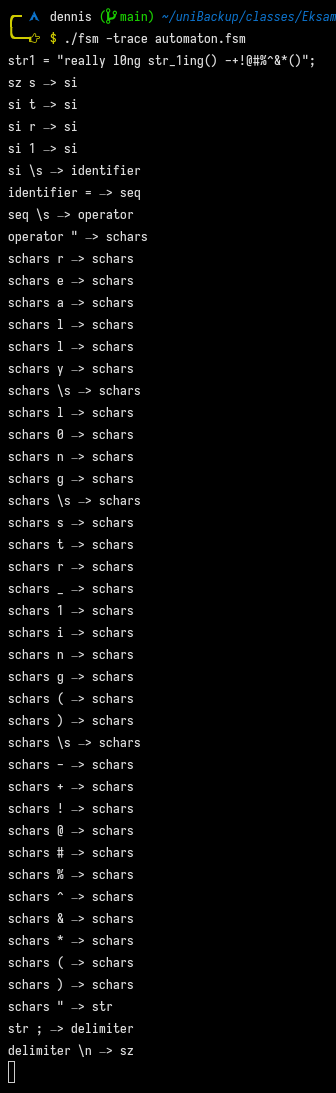 dennis (main) ~/uniBackup/classes/Eksam
$ ./fsm -trace automaton.fsm
str1 = "really l0ng str_1ing() -+!@#%^&*()";
sz s -> si
si t -> si
si r -> si
si 1 -> si
si \s -> identifier
identifier = -> seq
seq \s -> operator
operator " -> schars
schars r -> schars
schars e -> schars
schars a -> schars
schars l -> schars
schars l -> schars
schars y -> schars
schars \s -> schars
schars l -> schars
schars 0 -> schars
schars n -> schars
schars g -> schars
schars \s -> schars
schars s -> schars
schars t -> schars
schars r -> schars
schars _ -> schars
schars 1 -> schars
schars i -> schars
schars n -> schars
schars g -> schars
schars ( -> schars
schars ) -> schars
schars \s -> schars
schars - -> schars
schars + -> schars
schars ! -> schars
schars @ -> schars
schars # -> schars
schars % -> schars
schars ^ -> schars
schars & -> schars
schars * -> schars
schars ( -> schars
schars ) -> schars
schars " -> str
str ; -> delimiter
delimiter \n -> sz